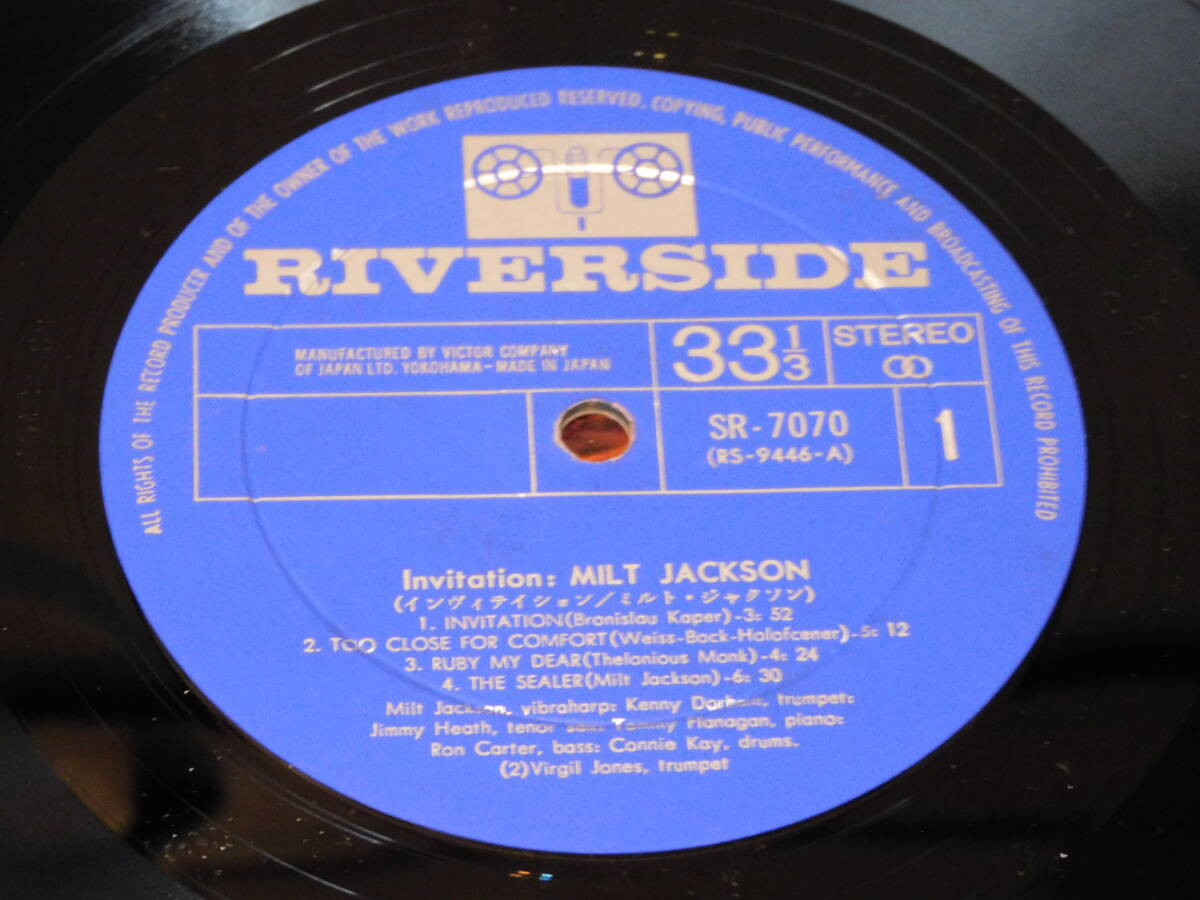 ALL RIGHTS OF THE RECORD PRODUCER AND OF THE OWNER OF THE WORK REPRODUCED RESERVED. COPYING, PUBLIC PERFORMANCE AND BROADCASTING OF THIS RECORD PROHIBITED
RIVERSIDE
MANUFACTURED BY VICTOR COMPANY
OF JAPAN LTD. YOKOHAMA-MADE IN JAPAN
33 1/3
STEREO
SR-7070
(RS-9446-A)
1
Invitation: MILT JACKSON
(インヴィテイション/ミルト・ジャクソン)
1. INVITATION(Bronislau Kaper)-3: 52
2. TOO CLOSE FOR COMFORT(Weiss-Bock-Holofcener)-5: 12
3. RUBY MY DEAR(Thelonious Monk)-4: 24
4. THE SEALER(Milt Jackson)-6: 30
Milt Jackson, vibraharp: Kenny Dorham, trumpet:
Jimmy Heath, tenor sax: Tommy Flanagan, piano:
Ron Carter, bass: Connie Kay, drums.
(2)Virgil Jones, trumpet